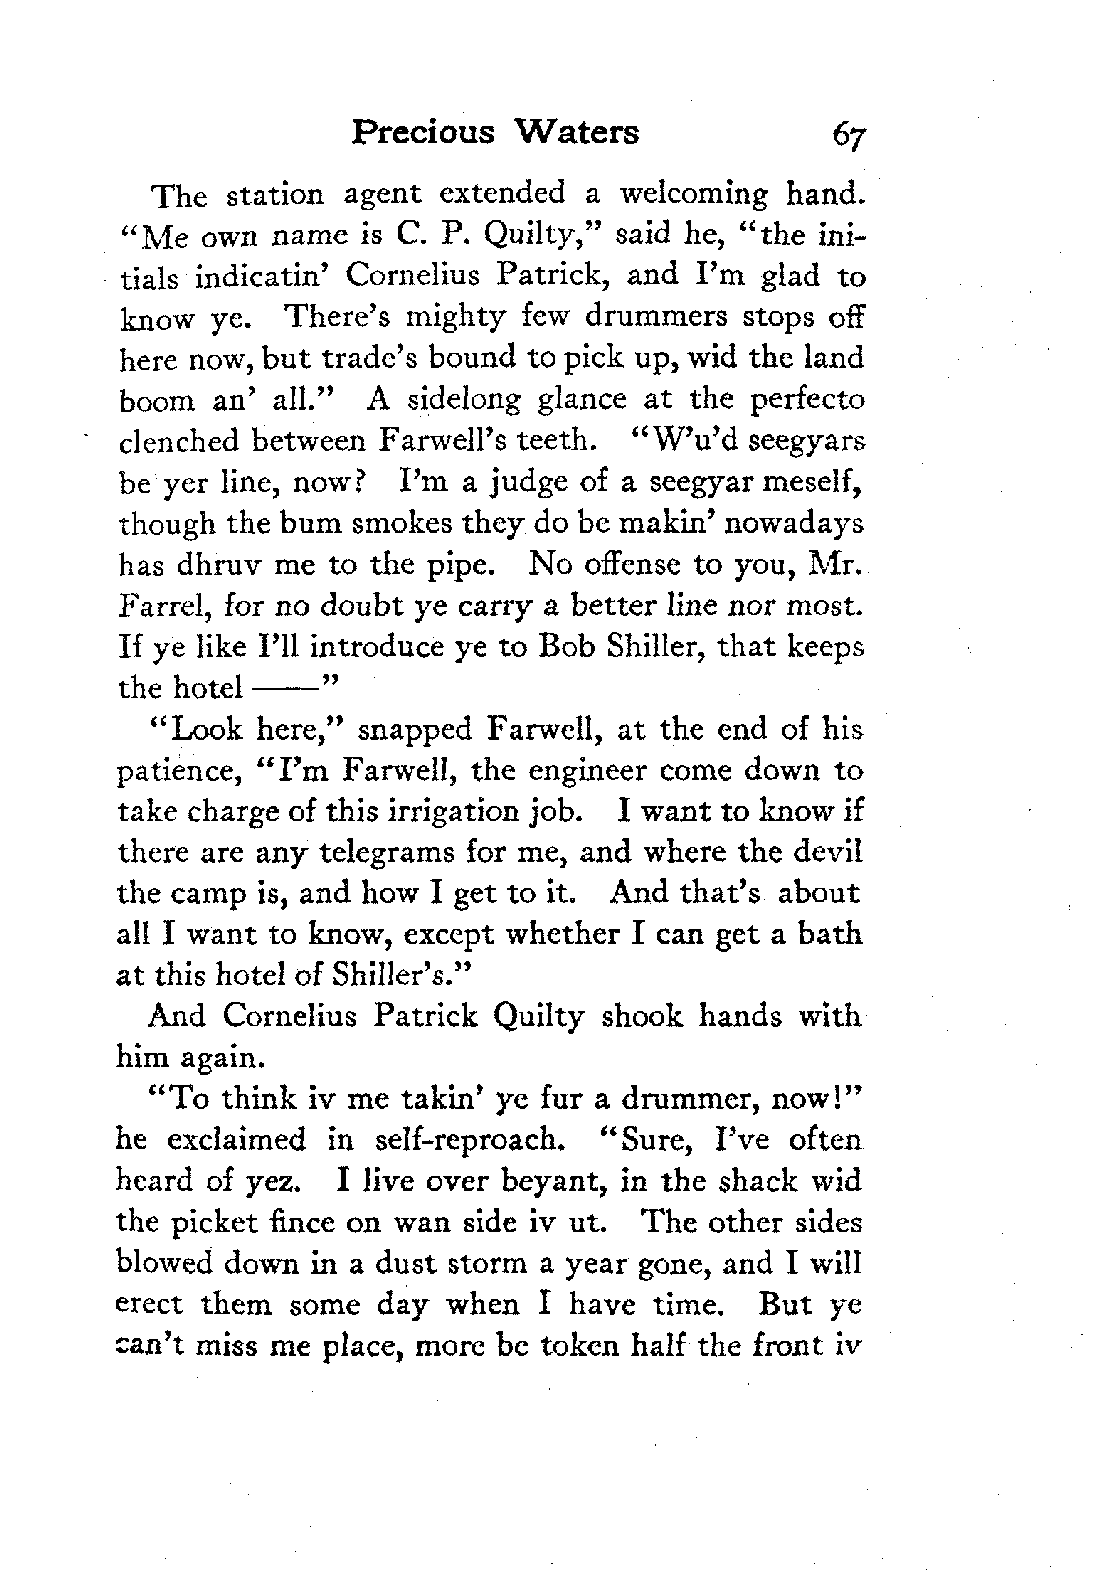 Precious Waters 67
The station agent extended a welcoming hand.
“Me own name is C. P. Quilty,” said he, “the ini-
tials indicatin’ Cornelius Patrick, and I’m glad to
know ye. There’s mighty few drummers stops off
here now, but trade’s bound to pick up, wid the land
boom an’ all.” A sidelong glance at the perfecto
clenched between Farwell’s teeth. “W’u’d seegyars
be yer line, now? I’m a judge of a seegyar meself,
though the bum smokes they do be makin’ nowadays
has dhruv me to the pipe. No offense to you, Mr.
Farrel, for no doubt ye carry a better line nor most.
If ye like I’ll introduce ye to Bob Shiller, that keeps
the hotel ——”
“Look here,” snapped Farwell, at the end of his
patience, “I’m Farwell, the engineer come down to
take charge of this irrigation job. I want to know if
there are any telegrams for me, and where the devil
the camp is, and how I get to it. And that’s about
all I want to know, except whether I can get a bath
at this hotel of Shiller’s.”
And Cornelius Patrick Quilty shook hands with
him again.
“To think iv me takin’ ye fur a drummer, now!”
he exclaimed in self-reproach. “Sure, I’ve often
heard of yez. I live over beyant, in the shack wid
the picket fince on wan side iv ut. The other sides
blowed down in a dust storm a year gone, and I will
erect them some day when I have time. But ye
can’t miss me place, more be token half the front iv